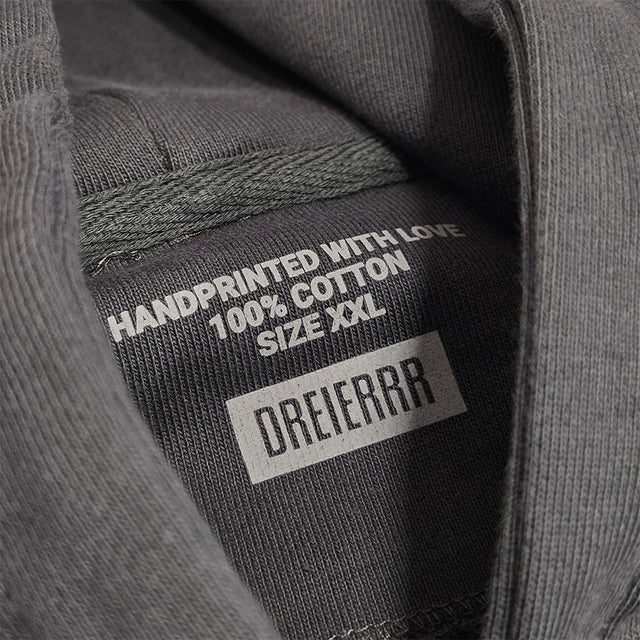 HANDPRINTED WITH LOVE
100% COTTON
SIZE XXL
DREIERRR